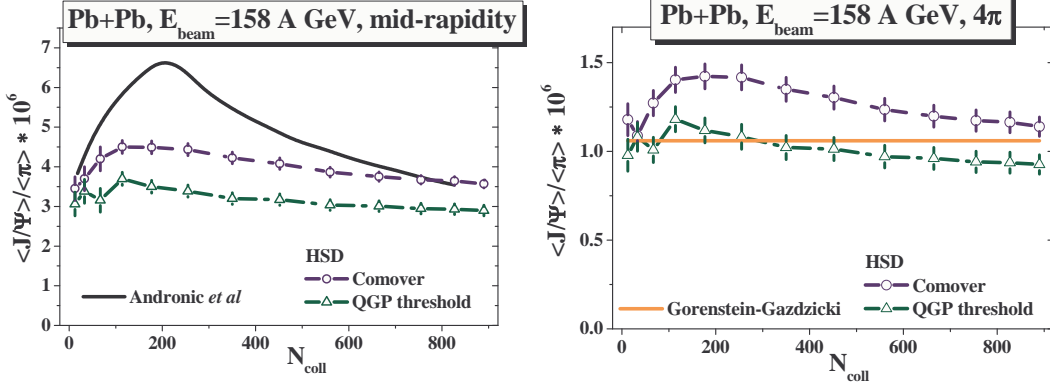 Pb+Pb, E_beam=158 A GeV, mid-rapidity
<J/Ψ>/<π> * 10^6
7
6
5
4
3
2
1
0
HSD
Comover
QGP threshold
Andronic et al
0 200 400 600 800
N_coll
Pb+Pb, E_beam=158 A GeV, 4π
<J/Ψ>/<π> * 10^6
1.5
1.0
0.5
0.0
HSD
Comover
QGP threshold
Gorenstein-Gazdzicki
0 200 400 600 800
N_coll